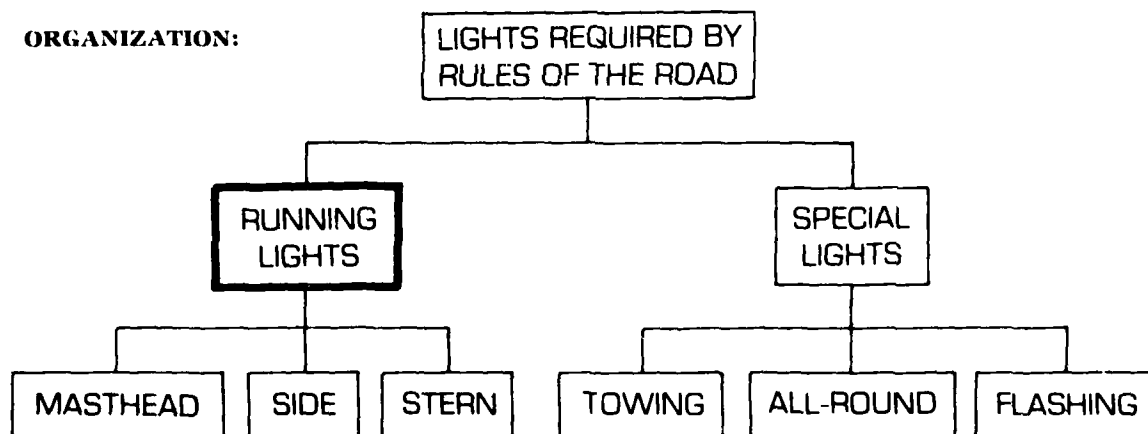 ORGANIZATION:
LIGHTS REQUIRED BY
RULES OF THE ROAD
RUNNING
LIGHTS
SPECIAL
LIGHTS
MASTHEAD
SIDE
STERN
TOWING
ALL-ROUND
FLASHING